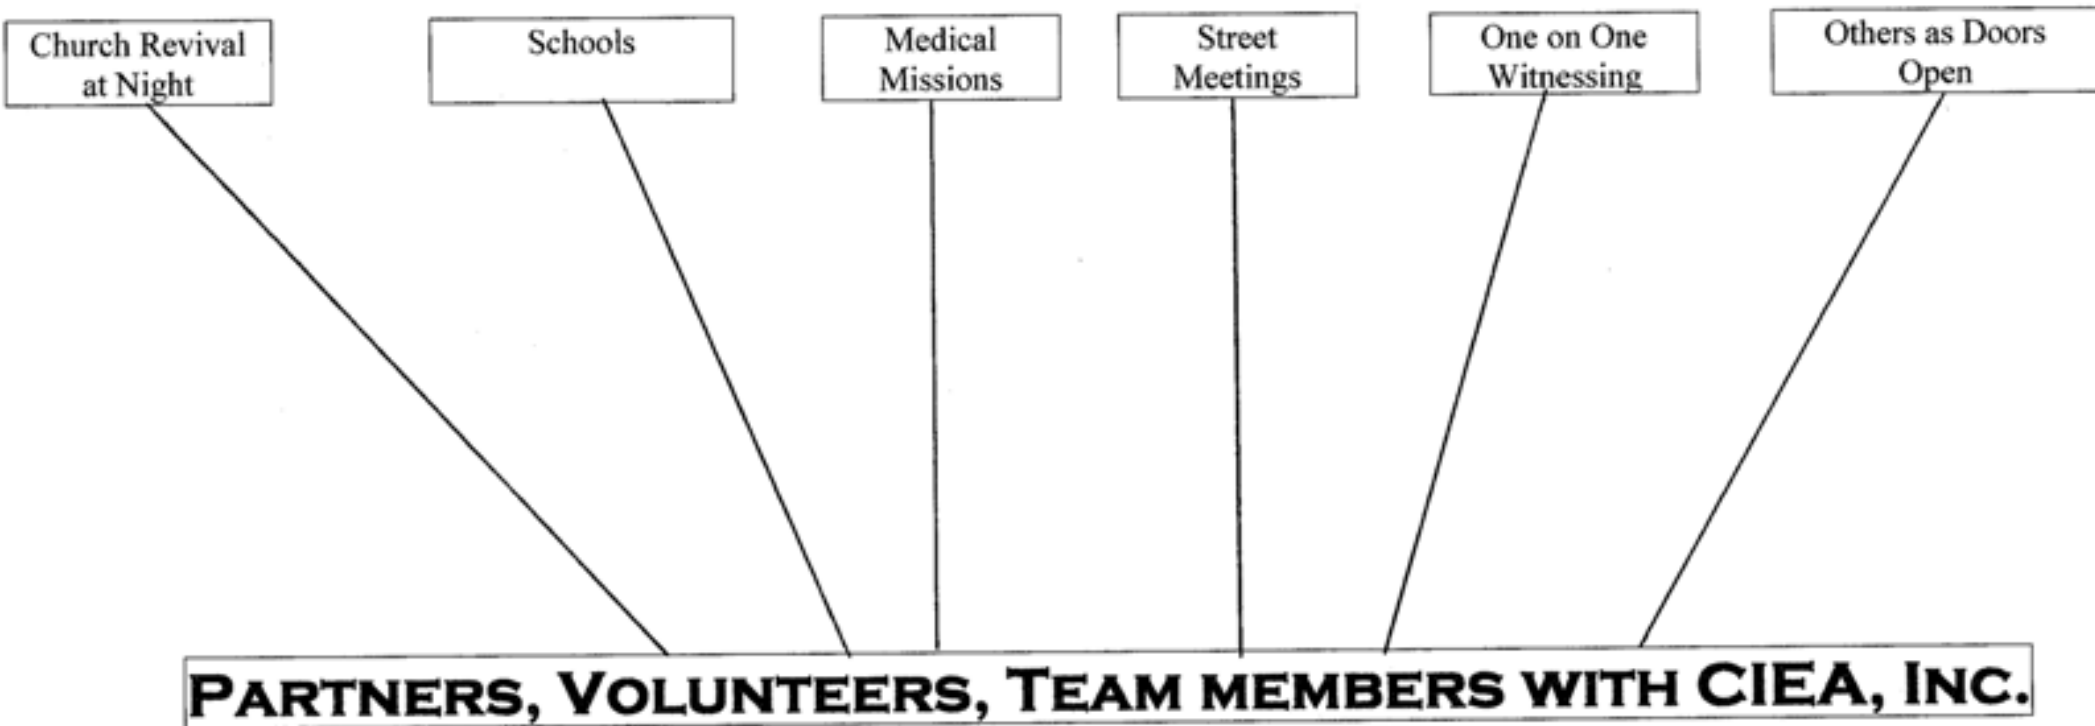 Church Revival
at Night
Schools
Medical
Missions
Street
Meetings
One on One
Witnessing
Others as Doors
Open
PARTNERS, VOLUNTEERS, TEAM MEMBERS WITH CIEA, INC.